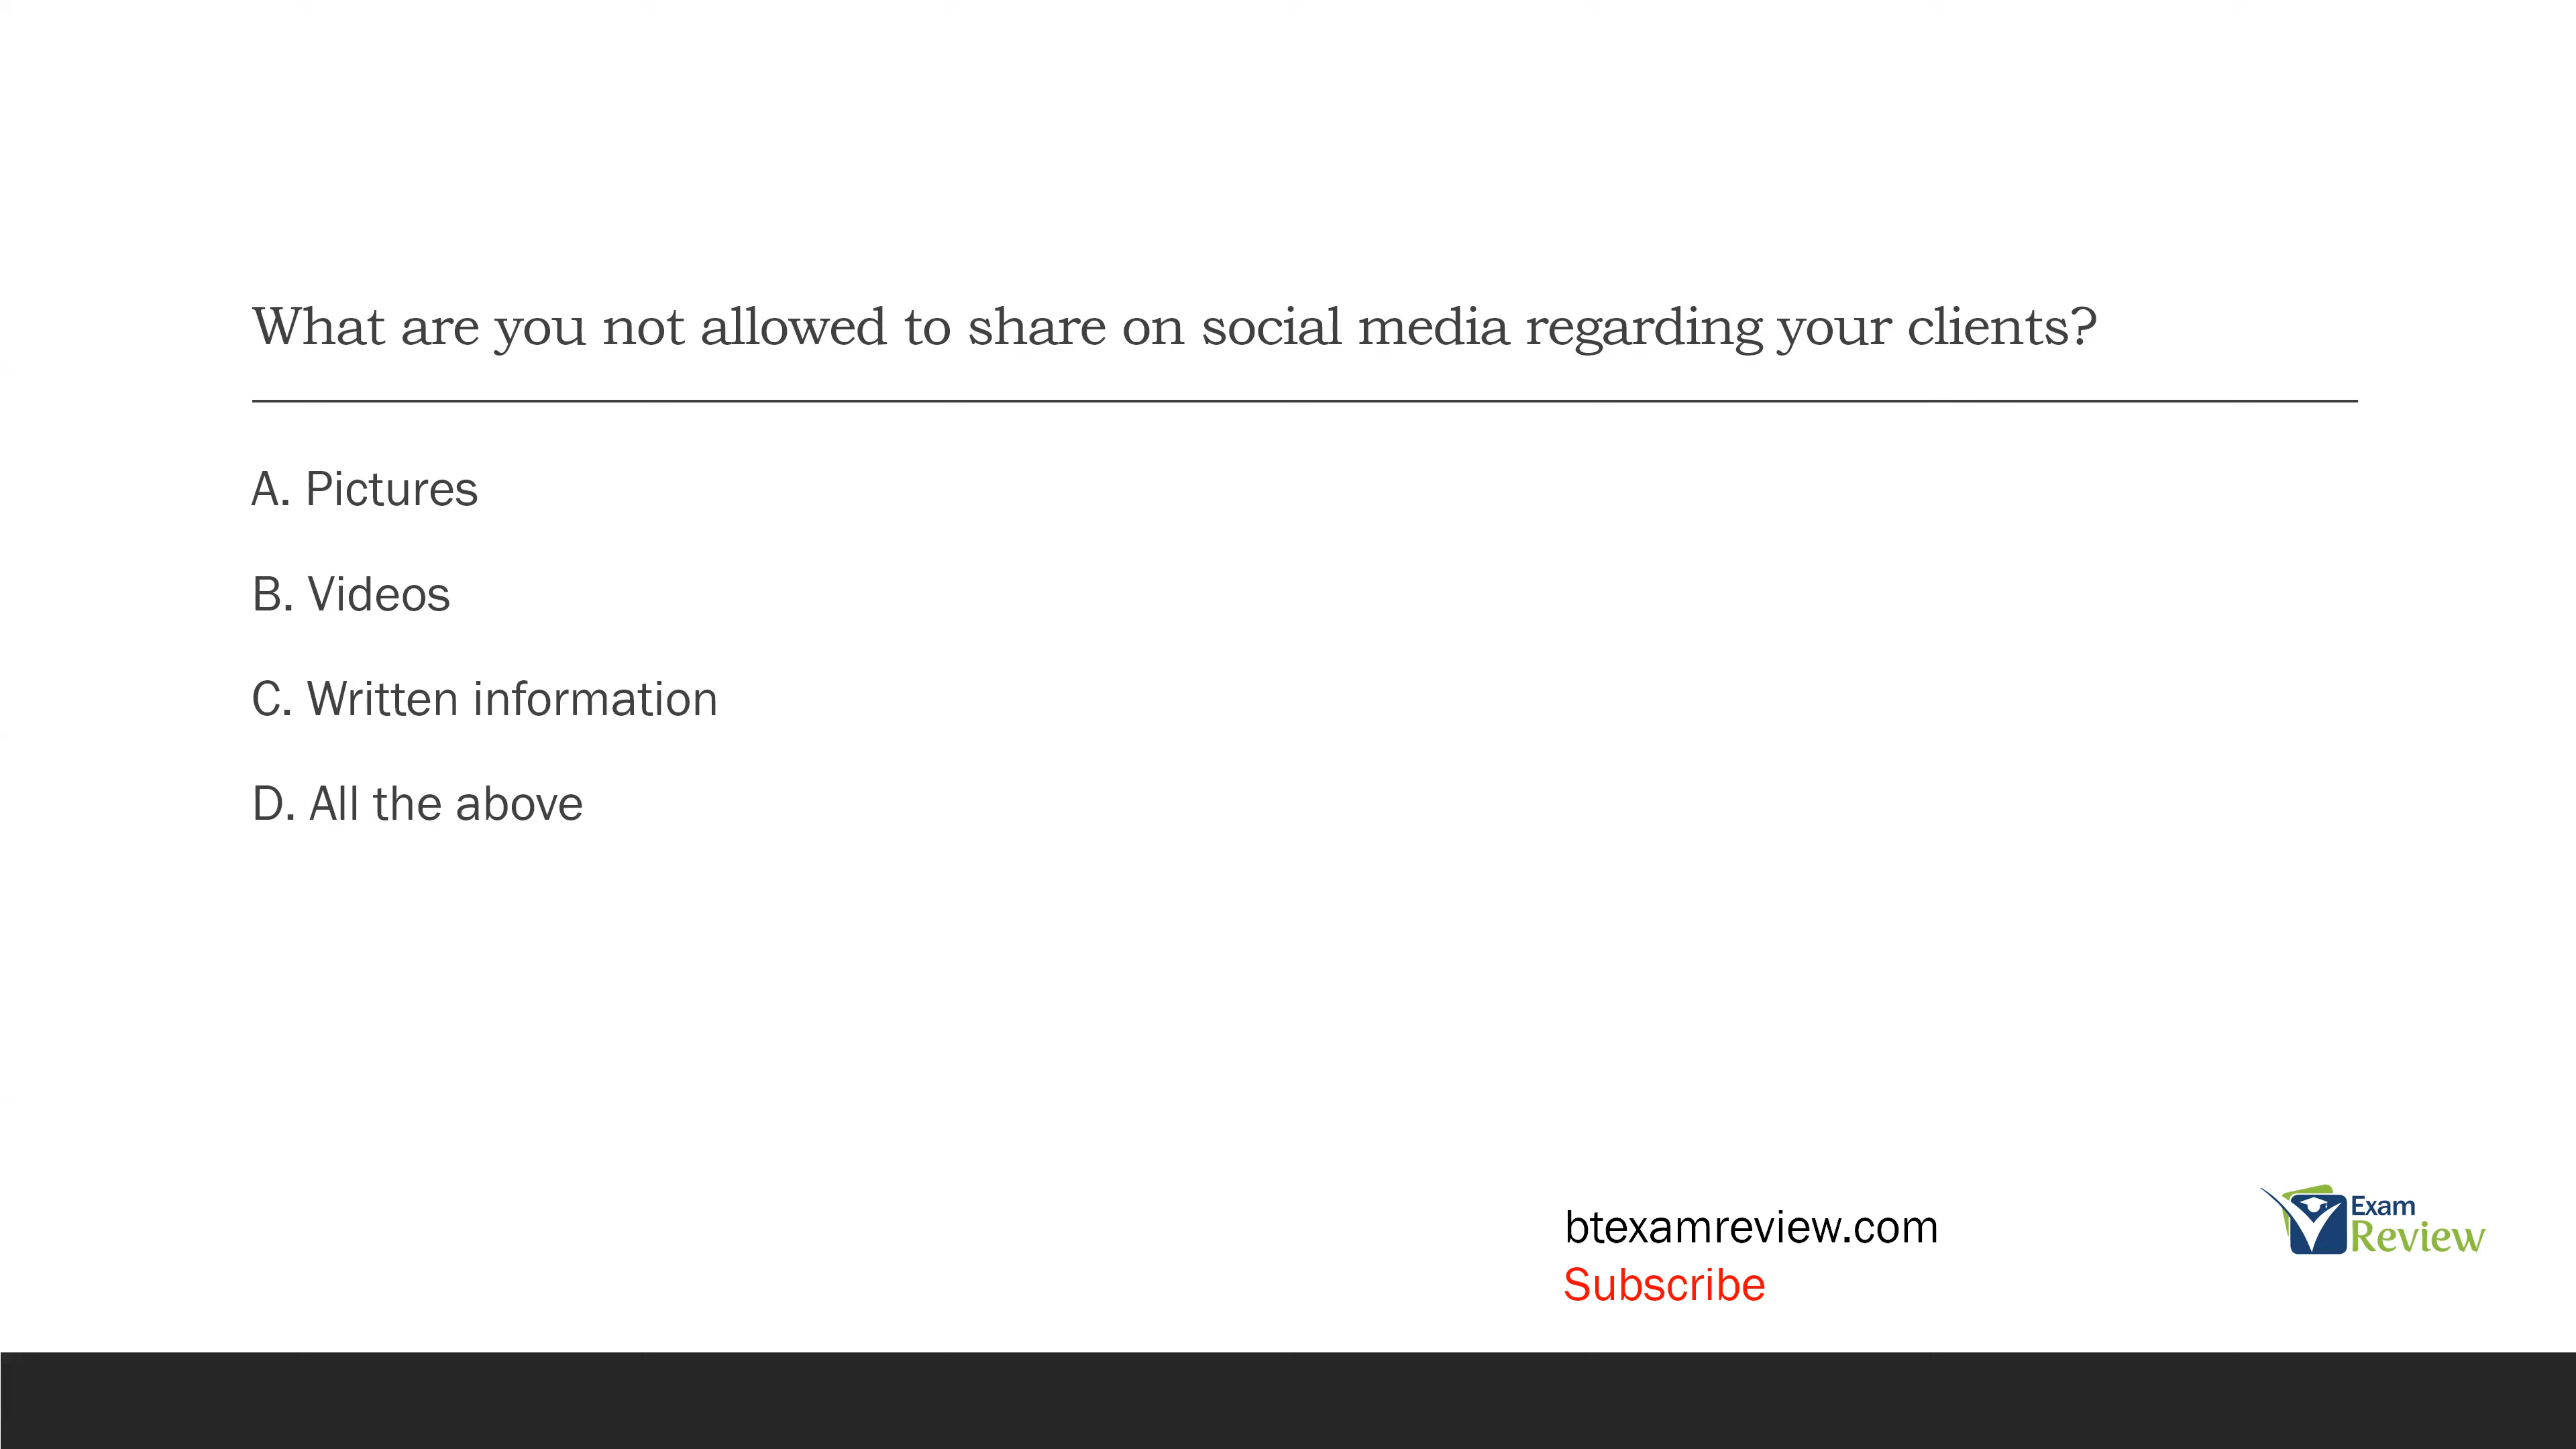 What are you not allowed to share on social media regarding your clients?
A. Pictures
B. Videos
C. Written information
D. All the above
btexamreview.com
Subscribe
Exam
Review